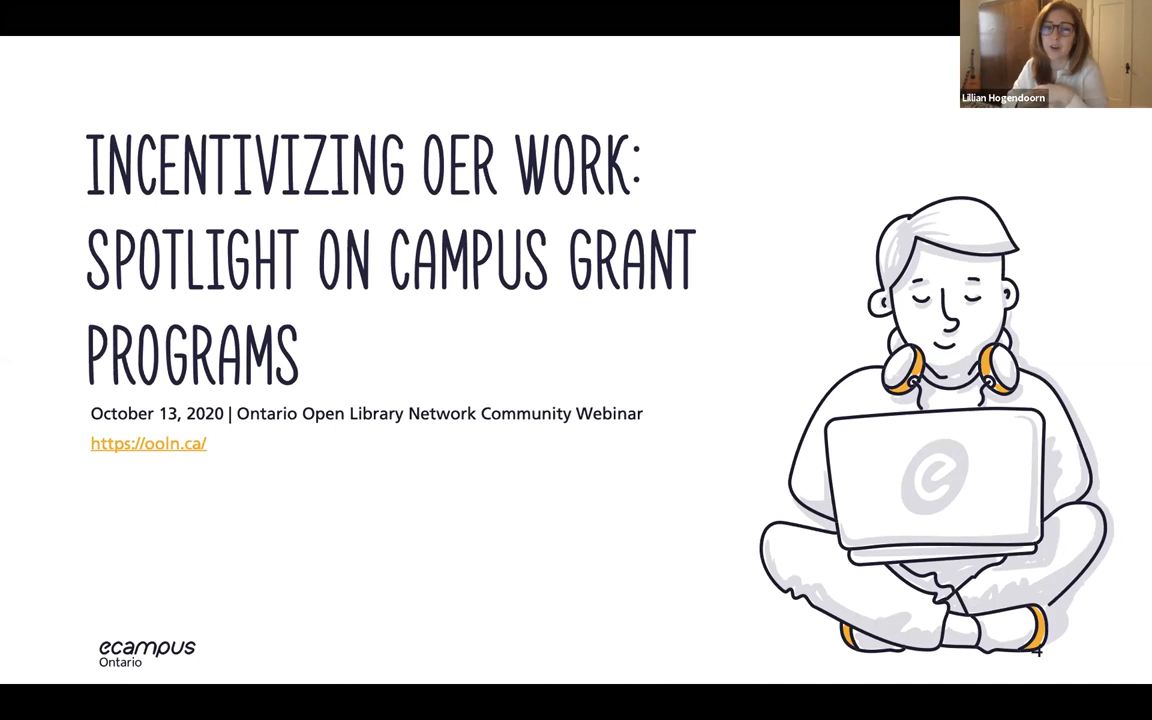 Lillian Hogendoorn
INCENTIVIZING OER WORK:
SPOTLIGHT ON CAMPUS GRANT
PROGRAMS
October 13, 2020 | Ontario Open Library Network Community Webinar
https://ooln.ca/
ecampus
Ontario
4